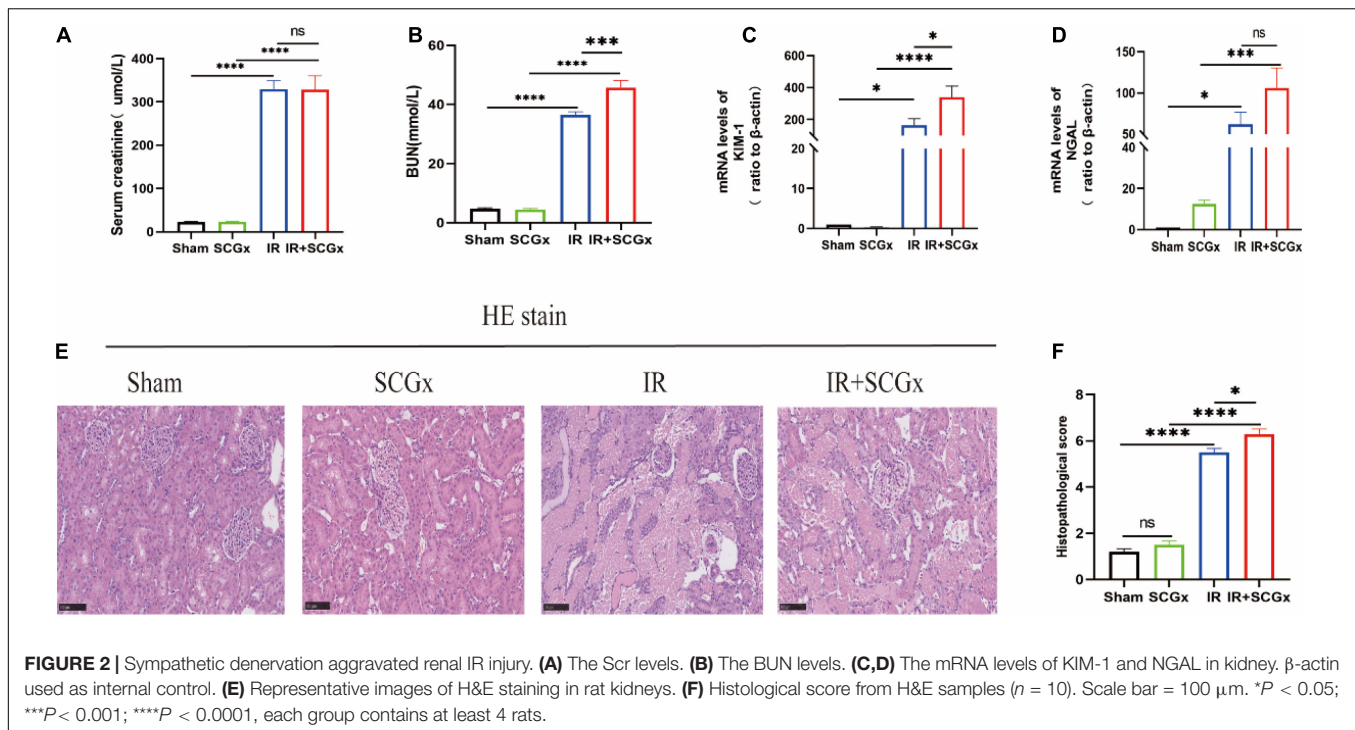 A
ns
****
****
Serum creatinine( umol/L)
400
300
200
100
0
Sham SCGx IR IR+SCGx
B
***
****
****
BUN(mmol/L)
60
40
20
0
Sham SCGx IR IR+SCGx
C
*
****
*
mRNA levels of
KIM-1
( ratio to β-actin)
600
400
200
20
10
0
Sham SCGx IR IR+SCGx
D
ns
***
*
mRNA levels of
NGAL
( ratio to β-actin)
150
100
50
40
20
0
Sham SCGx IR IR+SCGx
HE stain
E
Sham SCGx IR IR+SCGx
F
*
****
****
ns
Histopathological score
8
6
4
2
0
Sham SCGx IR IR+SCGx
FIGURE 2 | Sympathetic denervation aggravated renal IR injury. (A) The Scr levels. (B) The BUN levels. (C,D) The mRNA levels of KIM-1 and NGAL in kidney. β-actin
used as internal control. (E) Representative images of H&E staining in rat kidneys. (F) Histological score from H&E samples (n = 10). Scale bar = 100 μm. *P < 0.05;
***P< 0.001; ****P < 0.0001, each group contains at least 4 rats.